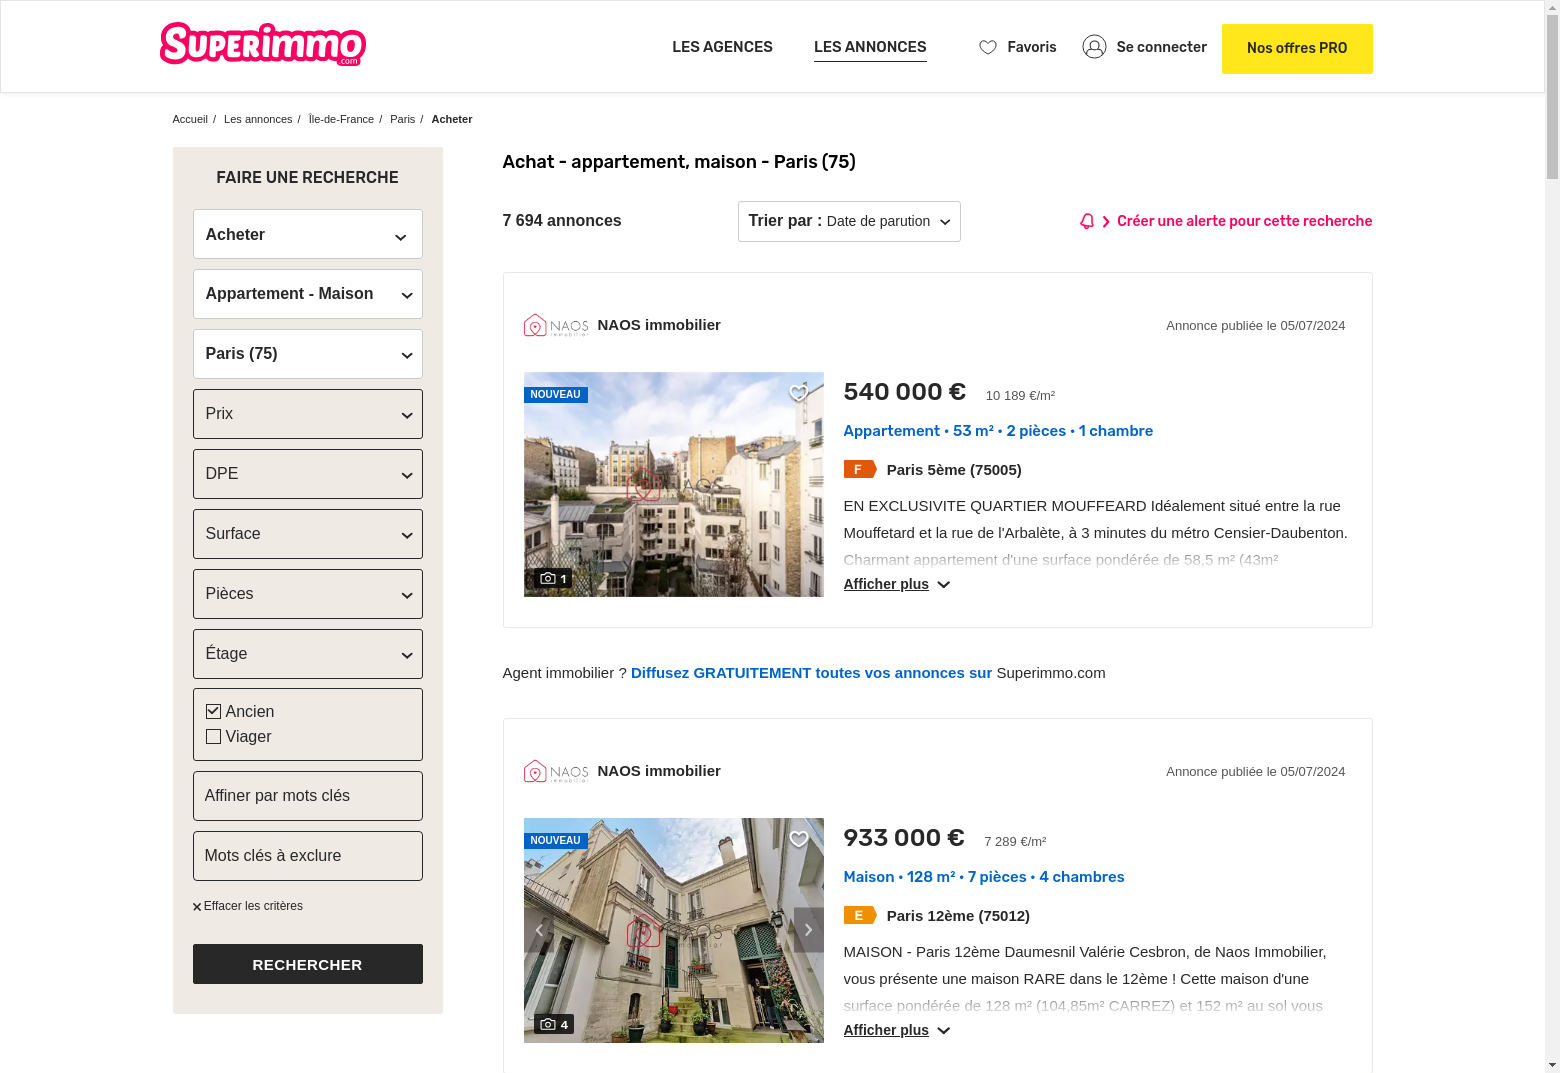 SUPERimmo
.com
LES AGENCES
LES ANNONCES
Favoris
Se connecter
Nos offres PRO
Accueil / Les annonces / Île-de-France / Paris / Acheter
FAIRE UNE RECHERCHE
Acheter
Appartement - Maison
Paris (75)
Prix
DPE
Surface
Pièces
Étage
Ancien
Viager
Affiner par mots clés
Mots clés à exclure
Effacer les critères
RECHERCHER
Achat - appartement, maison - Paris (75)
7 694 annonces
Trier par : Date de parution
Créer une alerte pour cette recherche
NAOS
immobilier
NAOS immobilier
Annonce publiée le 05/07/2024
NOUVEAU
NAOS
1
540 000 € 10 189 €/m²
Appartement • 53 m² • 2 pièces • 1 chambre
F Paris 5ème (75005)
EN EXCLUSIVITE QUARTIER MOUFFEARD Idéalement situé entre la rue
Mouffetard et la rue de l'Arbalète, à 3 minutes du métro Censier-Daubenton.
Charmant appartement d'une surface pondérée de 58,5 m² (43m²
Afficher plus
Agent immobilier ? Diffusez GRATUITEMENT toutes vos annonces sur Superimmo.com
NAOS
immobilier
NAOS immobilier
Annonce publiée le 05/07/2024
NOUVEAU
NAOS
4
933 000 € 7 289 €/m²
Maison • 128 m² • 7 pièces • 4 chambres
E Paris 12ème (75012)
MAISON - Paris 12ème Daumesnil Valérie Cesbron, de Naos Immobilier,
vous présente une maison RARE dans le 12ème ! Cette maison d'une
surface pondérée de 128 m² (104,85m² CARREZ) et 152 m² au sol vous
Afficher plus